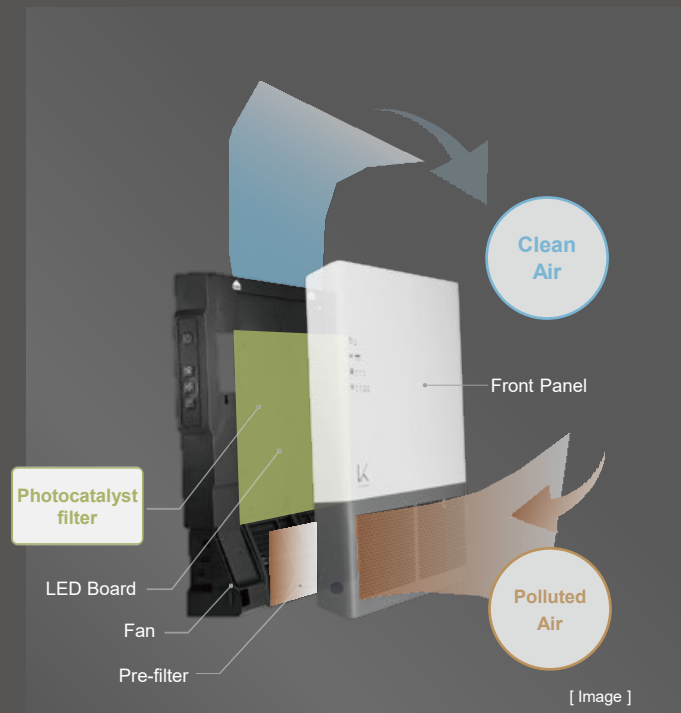 Clean
Air
Front Panel
Photocatalyst
filter
LED Board
Polluted
Air
Fan
Pre-filter
[ Image ]